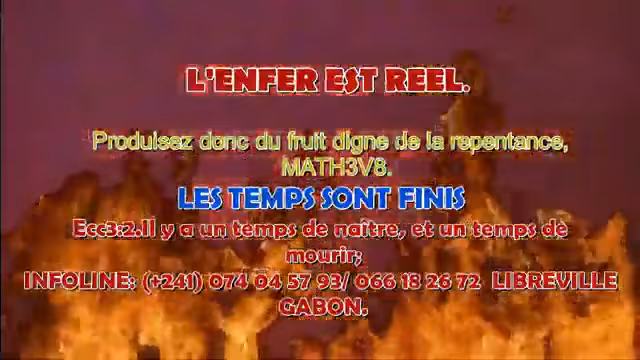 L'ENFER EST REEL.
Produisez donc du fruit digne de la repentance,
MATH3V8.
LES TEMPS SONT FINIS
Ecc3:2.Il y a un temps de naître, et un temps de
mourir;
INFOLINE: (+241) 074 04 57 93/ 066 18 26 72 LIBREVILLE
GABON.